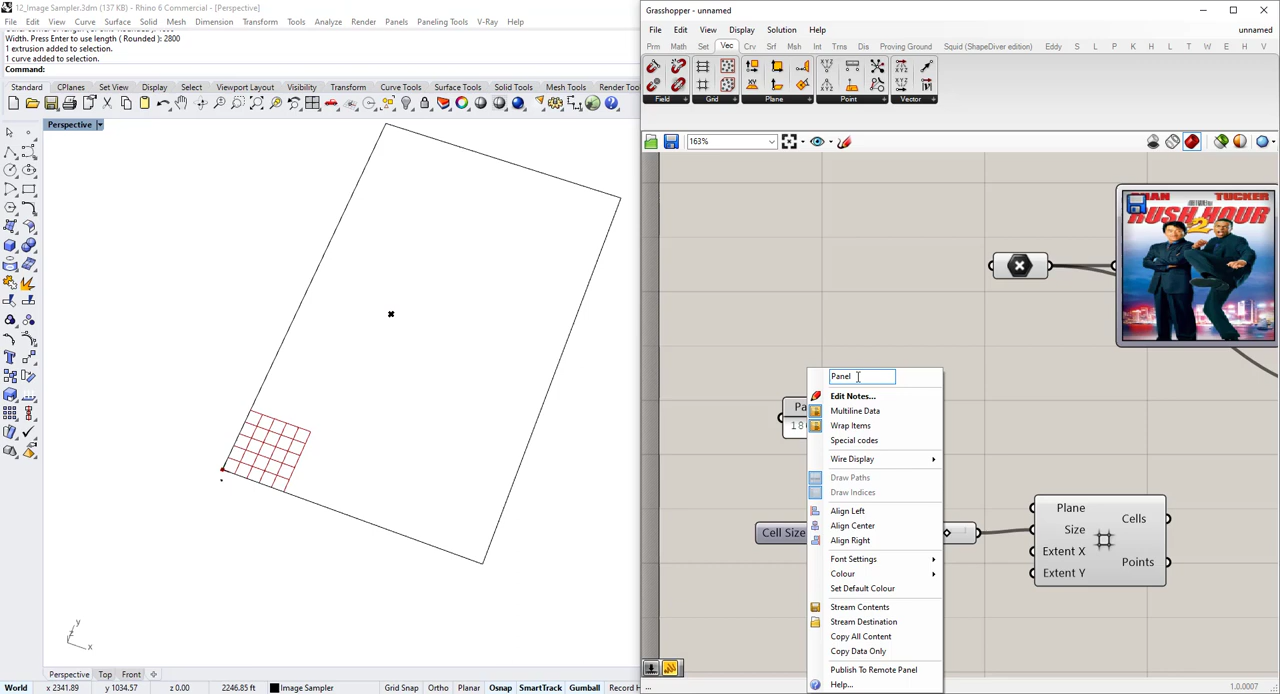 12_Image Sampler.3dm (137 KB) - Rhino 6 Commercial - [Perspective]
File Edit View Curve Surface Solid Mesh Dimension Transform Tools Analyze Render Panels Paneling Tools V-Ray Help
Width. Press Enter to use length ( Rounded ): 2800
1 extrusion added to selection.
1 curve added to selection.
Command:
Standard CPlanes Set View Display Select Viewport Layout Visibility Transform Curve Tools Surface Tools Solid Tools Mesh Tools Render To
Perspective
y
z
x
Perspective Top Front
World x 2341.89 y 1034.57 z 0.00 2246.85 ft Image Sampler Grid Snap Ortho Planar Osnap SmartTrack Gumball Record H
Grasshopper - unnamed
File Edit View Display Solution Help
unnamed
Prm Math Set Vec Crv Srf Msh Int Trns Dis Proving Ground Squid (ShapeDiver edition) Eddy S L P K H L T W E H V
Field Grid Plane Point Vector
163%
TUCKER
RUSH HOUR
2
Panel
Edit Notes...
Multiline Data
Wrap Items
Special codes
Wire Display
Draw Paths
Draw Indices
Align Left
Align Center
Align Right
Font Settings
Colour
Set Default Colour
Stream Contents
Stream Destination
Copy All Content
Copy Data Only
Publish To Remote Panel
Help...
Cell Size
Plane
Size
Extent X
Extent Y
Cells
Points
...
1.0.0007